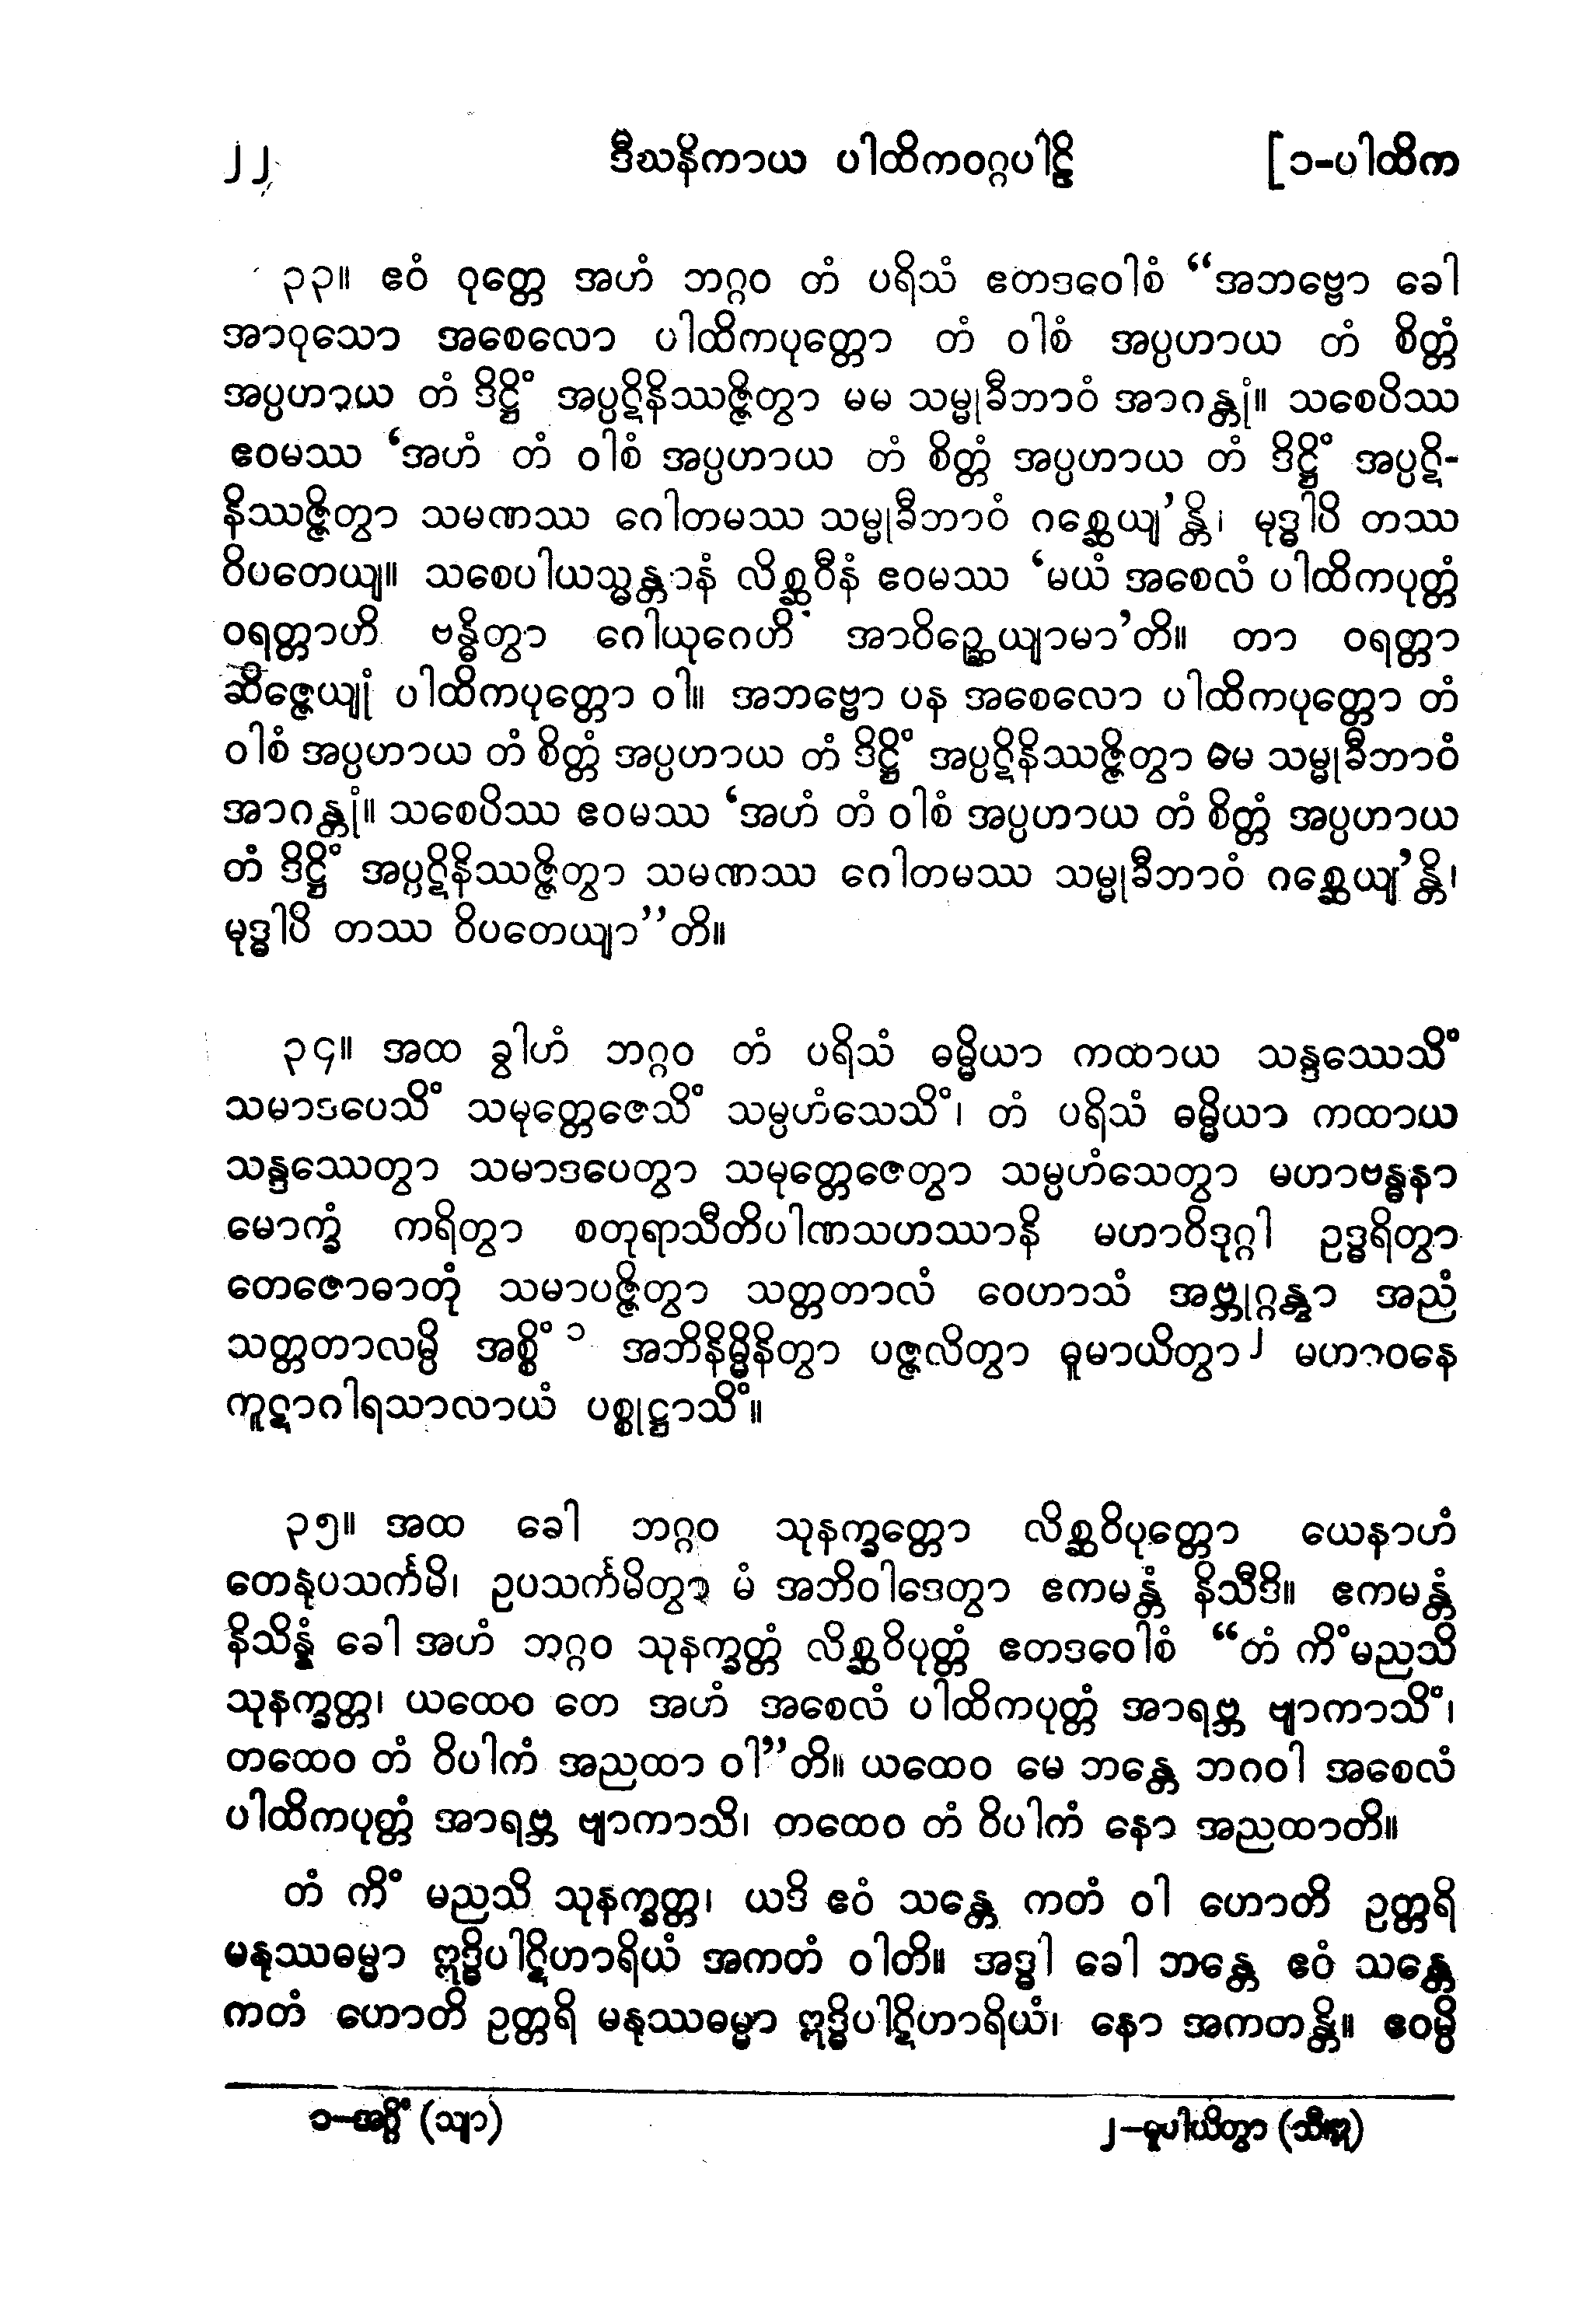 ၂၂ ဒီဃနိကာယ ပါထိကဝဂ္ဂပါဠိ [၁-ပါထိက
၃၃။ ဧဝံ ဝုတ္တေ အဟံ ဘဂ္ဂဝ တံ ပရိသံ ဧတဒဝေါစံ “အဘဗ္ဗော ခေါ
အာဝုသော အစေလော ပါထိကပုတ္တော တံ ဝါစံ အပ္ပဟာယ တံ စိတ္တံ
အပ္ပဟာယ တံ ဒိဋ္ဌိံ အပ္ပဋိနိဿဇ္ဇိတွာ မမ သမ္မုခီဘာဝံ အာဂန္တုံ။ သစေပိဿ
ဧဝမဿ ‘အဟံ တံ ဝါစံ အပ္ပဟာယ တံ စိတ္တံ အပ္ပဟာယ တံ ဒိဋ္ဌိံ အပ္ပဋိ-
နိဿဇ္ဇိတွာ သမဏဿ ဂေါတမဿ သမ္မုခီဘာဝံ ဂစ္ဆေယျ’န္တိ၊ မုဒ္ဓါပိ တဿ
ဝိပတေယျ။ သစေပါယသ္မန္တာနံ လိစ္ဆဝီနံ ဧဝမဿ ‘မယံ အစေလံ ပါထိကပုတ္တံ
ဝရတ္တာဟိ ဗန္ဓိတွာ ဂေါယုဂေဟိ အာဝိဉ္ဆေယျာမာ’တိ။ တာ ဝရတ္တာ
ဆိဇ္ဇေယျုံ ပါထိကပုတ္တော ဝါ။ အဘဗ္ဗော ပန အစေလော ပါထိကပုတ္တော တံ
ဝါစံ အပ္ပဟာယ တံ စိတ္တံ အပ္ပဟာယ တံ ဒိဋ္ဌိံ အပ္ပဋိနိဿဇ္ဇိတွာ မမ သမ္မုခီဘာဝံ
အာဂန္တုံ။ သစေပိဿ ဧဝမဿ ‘အဟံ တံ ဝါစံ အပ္ပဟာယ တံ စိတ္တံ အပ္ပဟာယ
တံ ဒိဋ္ဌိံ အပ္ပဋိနိဿဇ္ဇိတွာ သမဏဿ ဂေါတမဿ သမ္မုခီဘာဝံ ဂစ္ဆေယျ’န္တိ၊
မုဒ္ဓါပိ တဿ ဝိပတေယျာ”တိ။
၃၄။ အထ ခွါဟံ ဘဂ္ဂဝ တံ ပရိသံ ဓမ္မိယာ ကထာယ သန္ဒဿေသိံ
သမာဒပေသိံ သမုတ္တေဇေသိံ သမ္ပဟံသေသိံ၊ တံ ပရိသံ ဓမ္မိယာ ကထာယ
သန္ဒဿေတွာ သမာဒပေတွာ သမုတ္တေဇေတွာ သမ္ပဟံသေတွာ မဟာဗန္ဓနာ
မောက္ခံ ကရိတွာ စတုရာသီတိပါဏသဟဿာနိ မဟာဝိဒုဂ္ဂါ ဥဒ္ဓရိတွာ
တေဇောဓာတုံ သမာပဇ္ဇိတွာ သတ္တတာလံ ဝေဟာသံ အဗ္ဘုဂ္ဂန္တွာ အညံ
သတ္တတာလမ္ပိ အစ္စိံ ၁ အဘိနိမ္မိနိတွာ ပဇ္ဇလိတွာ ဓူမာယိတွာ၂ မဟာဝနေ
ကူဋာဂါရသာလာယံ ပစ္စုဋ္ဌာသိံ။
၃၅။ အထ ခေါ ဘဂ္ဂဝ သုနက္ခတ္တော လိစ္ဆဝိပုတ္တော ယေနာဟံ
တေနုပသင်္ကမိ၊ ဥပသင်္ကမိတွာ မံ အဘိဝါဒေတွာ ဧကမန္တံ နိသီဒိ။ ဧကမန္တံ
နိသိန္နံ ခေါ အဟံ ဘဂ္ဂဝ သုနက္ခတ္တံ လိစ္ဆဝိပုတ္တံ ဧတဒဝေါစံ “တံ ကိံ မညသိ
သုနက္ခတ္တ၊ ယထေဝ တေ အဟံ အစေလံ ပါထိကပုတ္တံ အာရဗ္ဘ ဗျာကာသိံ၊
တထေဝ တံ ဝိပါကံ အညထာ ဝါ”တိ။ ယထေဝ မေ ဘန္တေ ဘဂဝါ အစေလံ
ပါထိကပုတ္တံ အာရဗ္ဘ ဗျာကာသိ၊ တထေဝ တံ ဝိပါကံ နော အညထာတိ။
တံ ကိံ မညသိ သုနက္ခတ္တ၊ ယဒိ ဧဝံ သန္တေ ကတံ ဝါ ဟောတိ ဥတ္တရိ
မနုဿဓမ္မာ ဣဒ္ဓိပါဋိဟာရိယံ အကတံ ဝါတိ။ အဒ္ဓါ ခေါ ဘန္တေ ဧဝံ သန္တေ
ကတံ ဟောတိ ဥတ္တရိ မနုဿဓမ္မာ ဣဒ္ဓိပါဋိဟာရိယံ၊ နော အကတန္တိ။ ဧဝမ္ပိ
၁-အဂ္ဂိံ (သျာ) ၂-ဓူပါယိတွာ (သီဣ)